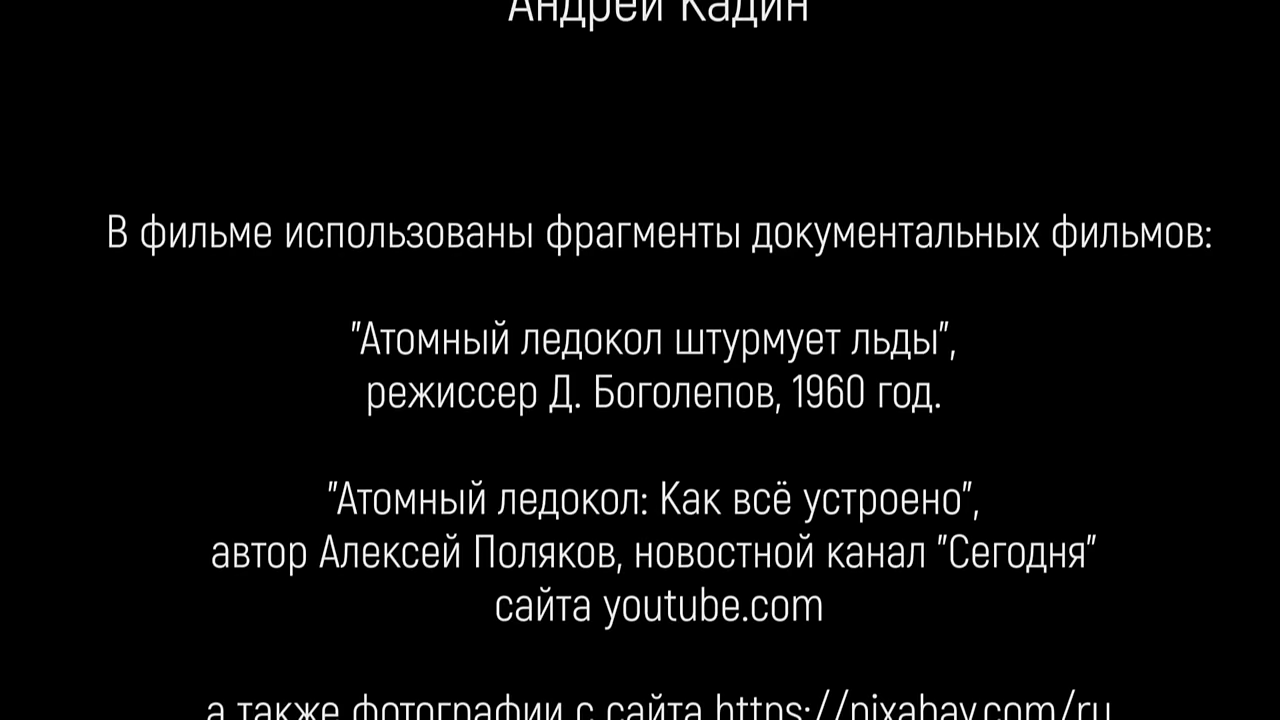 Андрей Кадин
В фильме использованы фрагменты документальных фильмов:
"Атомный ледокол штурмует льды",
режиссер Д. Боголепов, 1960 год.
"Атомный ледокол: Как всё устроено",
автор Алексей Поляков, новостной канал "Сегодня"
сайта youtube.com
а также фотографии с сайта https://pixabay.com/ru